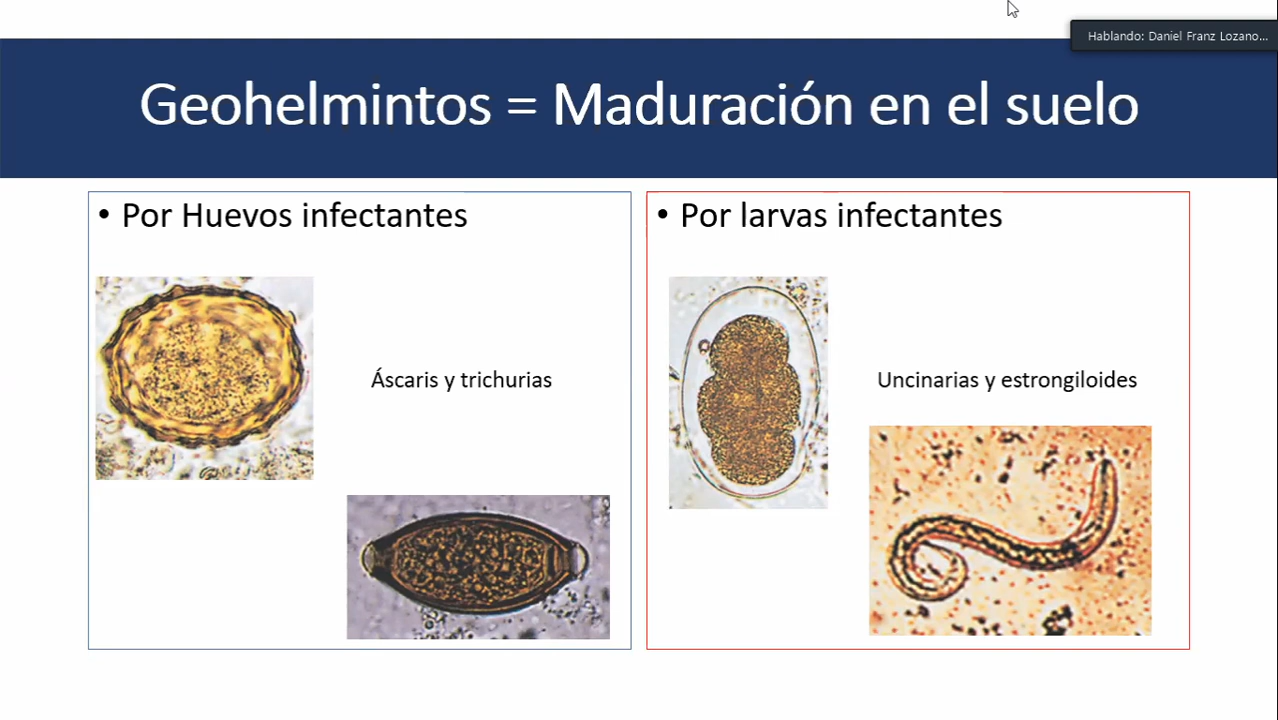 Hablando: Daniel Franz Lozano...
Geohelmintos = Maduración en el suelo
• Por Huevos infectantes
Áscaris y trichurias
• Por larvas infectantes
Uncinarias y estrongiloides